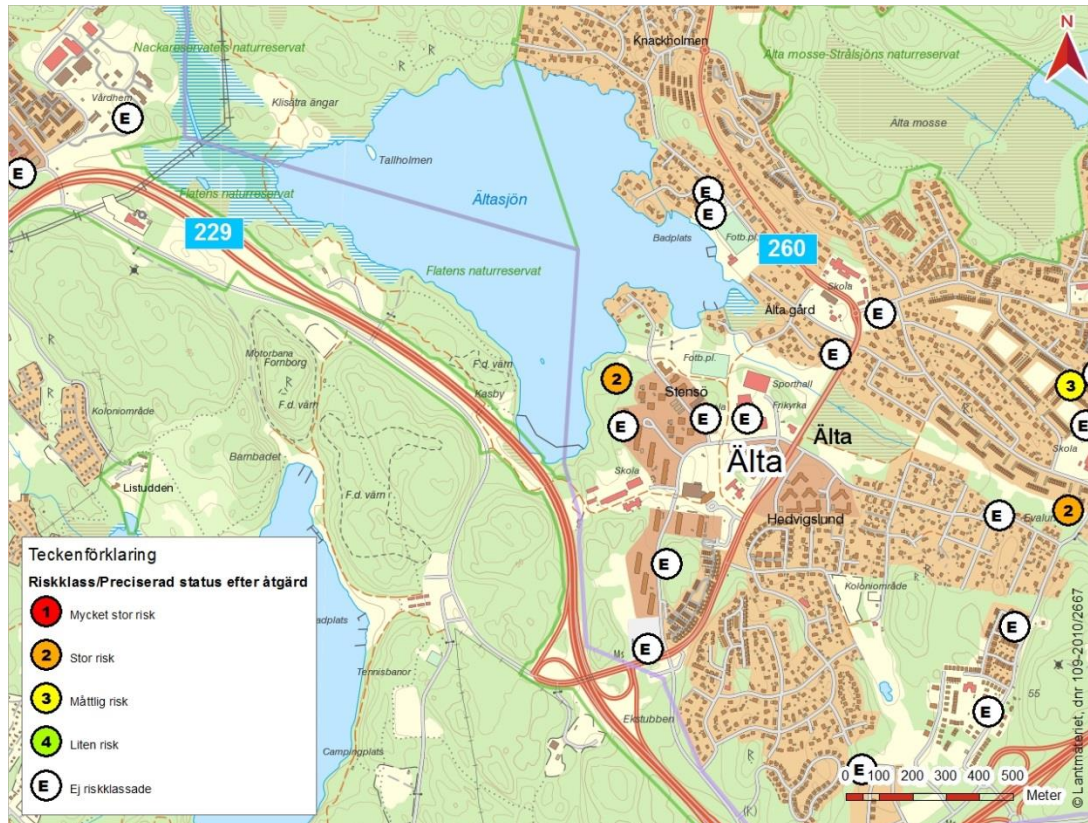 Knackholmen
N
Nackareservatets naturreservat
Älta mosse-Strålsjöns naturreservat
Vårdhem
Klisätra ängar
Älta mosse
Tallholmen
Flatens naturreservat
Ältasjön
229
Badplats
Fotb.pl.
260
Flatens naturreservat
Skola
Älta gård
Motorbana
Fornborg
F.d. värn
Kasby
Fotb.pl.
F.d. värn
Stensö
Sporthall
Frikyrka
Koloniområde
Älta
Älta
Barnbadet
Skola
Skola
F.d. värn
Listudden
Hedvigslund
Koloniområde
Tennisbanor
Ms
55
Ekstubben
Campingplats
(K)
R
E
2
3
Teckenförklaring
Riskklass/Preciserad status efter åtgärd
1 Mycket stor risk
2 Stor risk
3 Måttlig risk
4 Liten risk
E Ej riskklassade
0 100 200 300 400 500
Meter
© Lantmäteriet, dnr 109-2010/2667